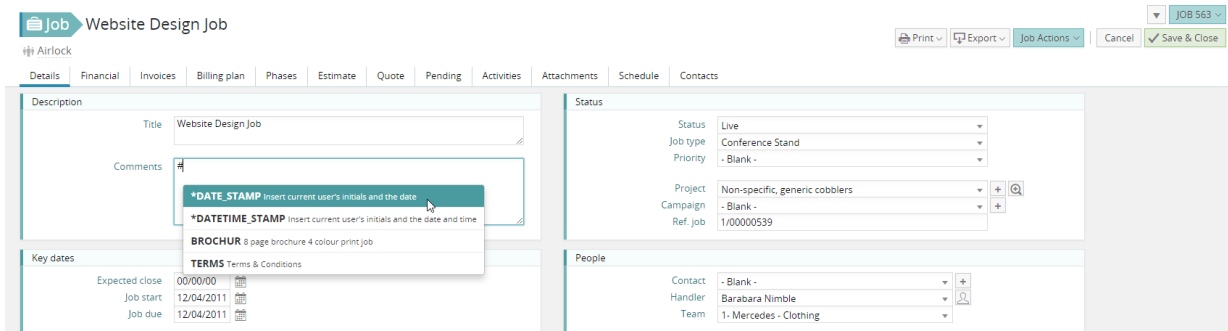 Job Website Design Job
JOB 563
Airlock
Print Export Job Actions Cancel Save & Close
Details Financial Invoices Billing plan Phases Estimate Quote Pending Activities Attachments Schedule Contacts
Description
Title Website Design Job
Comments #
*DATE_STAMP Insert current user's initials and the date
*DATETIME_STAMP Insert current user's initials and the date and time
BROCHUR 8 page brochure 4 colour print job
TERMS Terms & Conditions
Status
Status Live
Job type Conference Stand
Priority - Blank -
Project Non-specific, generic cobblers
Campaign - Blank -
Ref. job 1/00000539
Key dates
Expected close 00/00/00
Job start 12/04/2011
Job due 12/04/2011
People
Contact - Blank -
Handler Barabara Nimble
Team 1- Mercedes - Clothing